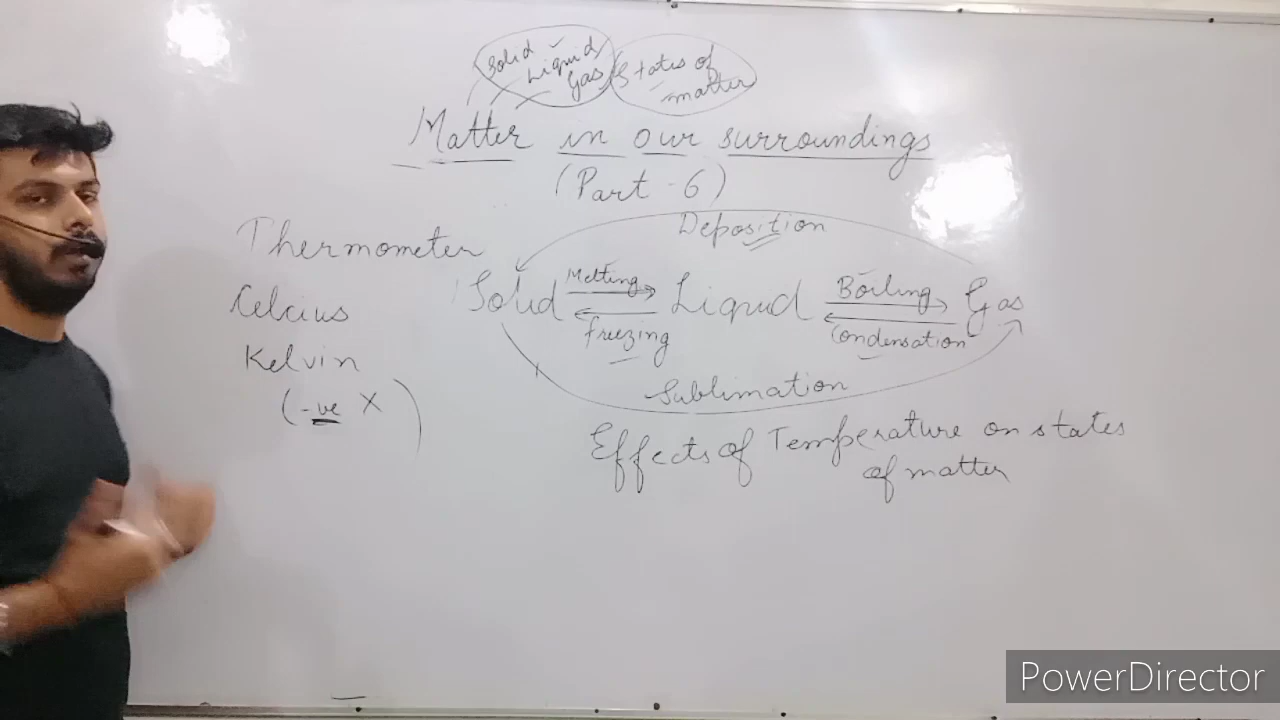 Solid
Liquid
Gas
States of
matter
Matter in our surroundings
(Part - 6)
Deposition
Thermometer
Solid Melting Liquid Boiling Gas
freezing Condensation
Celcius
Kelvin
(-ve X)
Sublimation
Effects of Temperature on states
of matter
PowerDirector